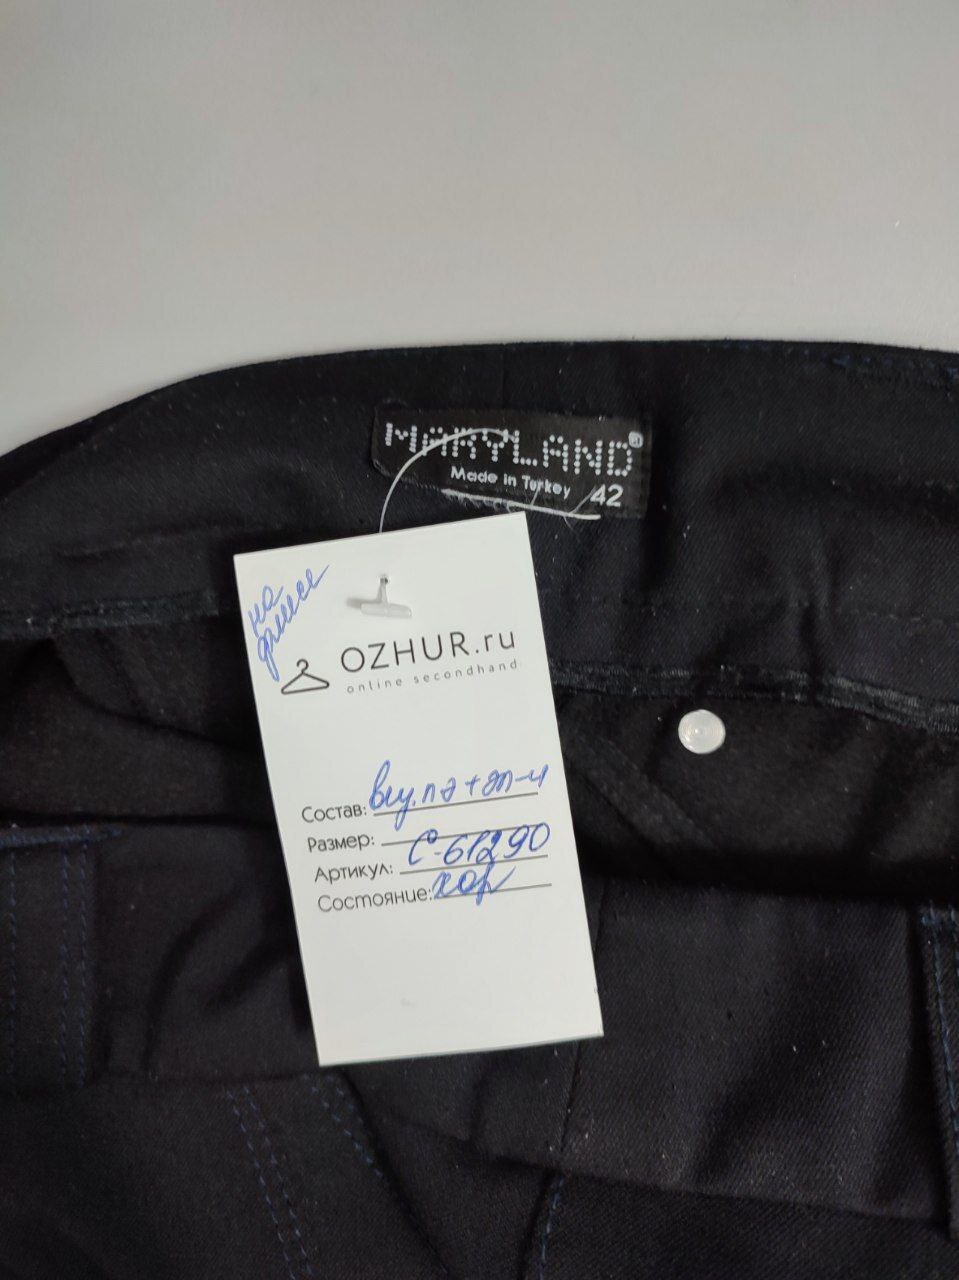 MARYLAND®
Made in Turkey 42
на
флисе
OZHUR.ru
online secondhand
Состав: вку. пэ + эл-н
Размер:
Артикул: С-61290
Состояние: хор